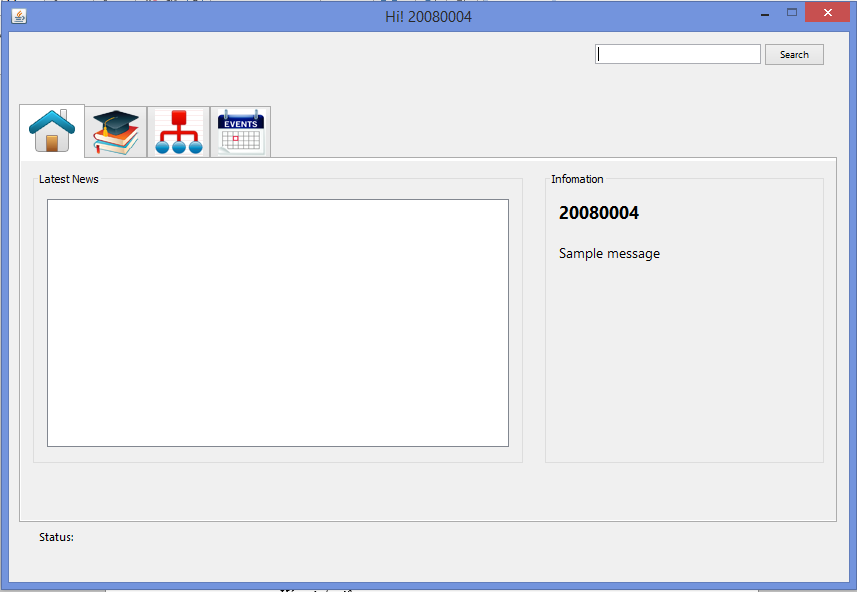 Hi! 20080004
Search
EVENTS
Latest News
Infomation
20080004
Sample message
Status: